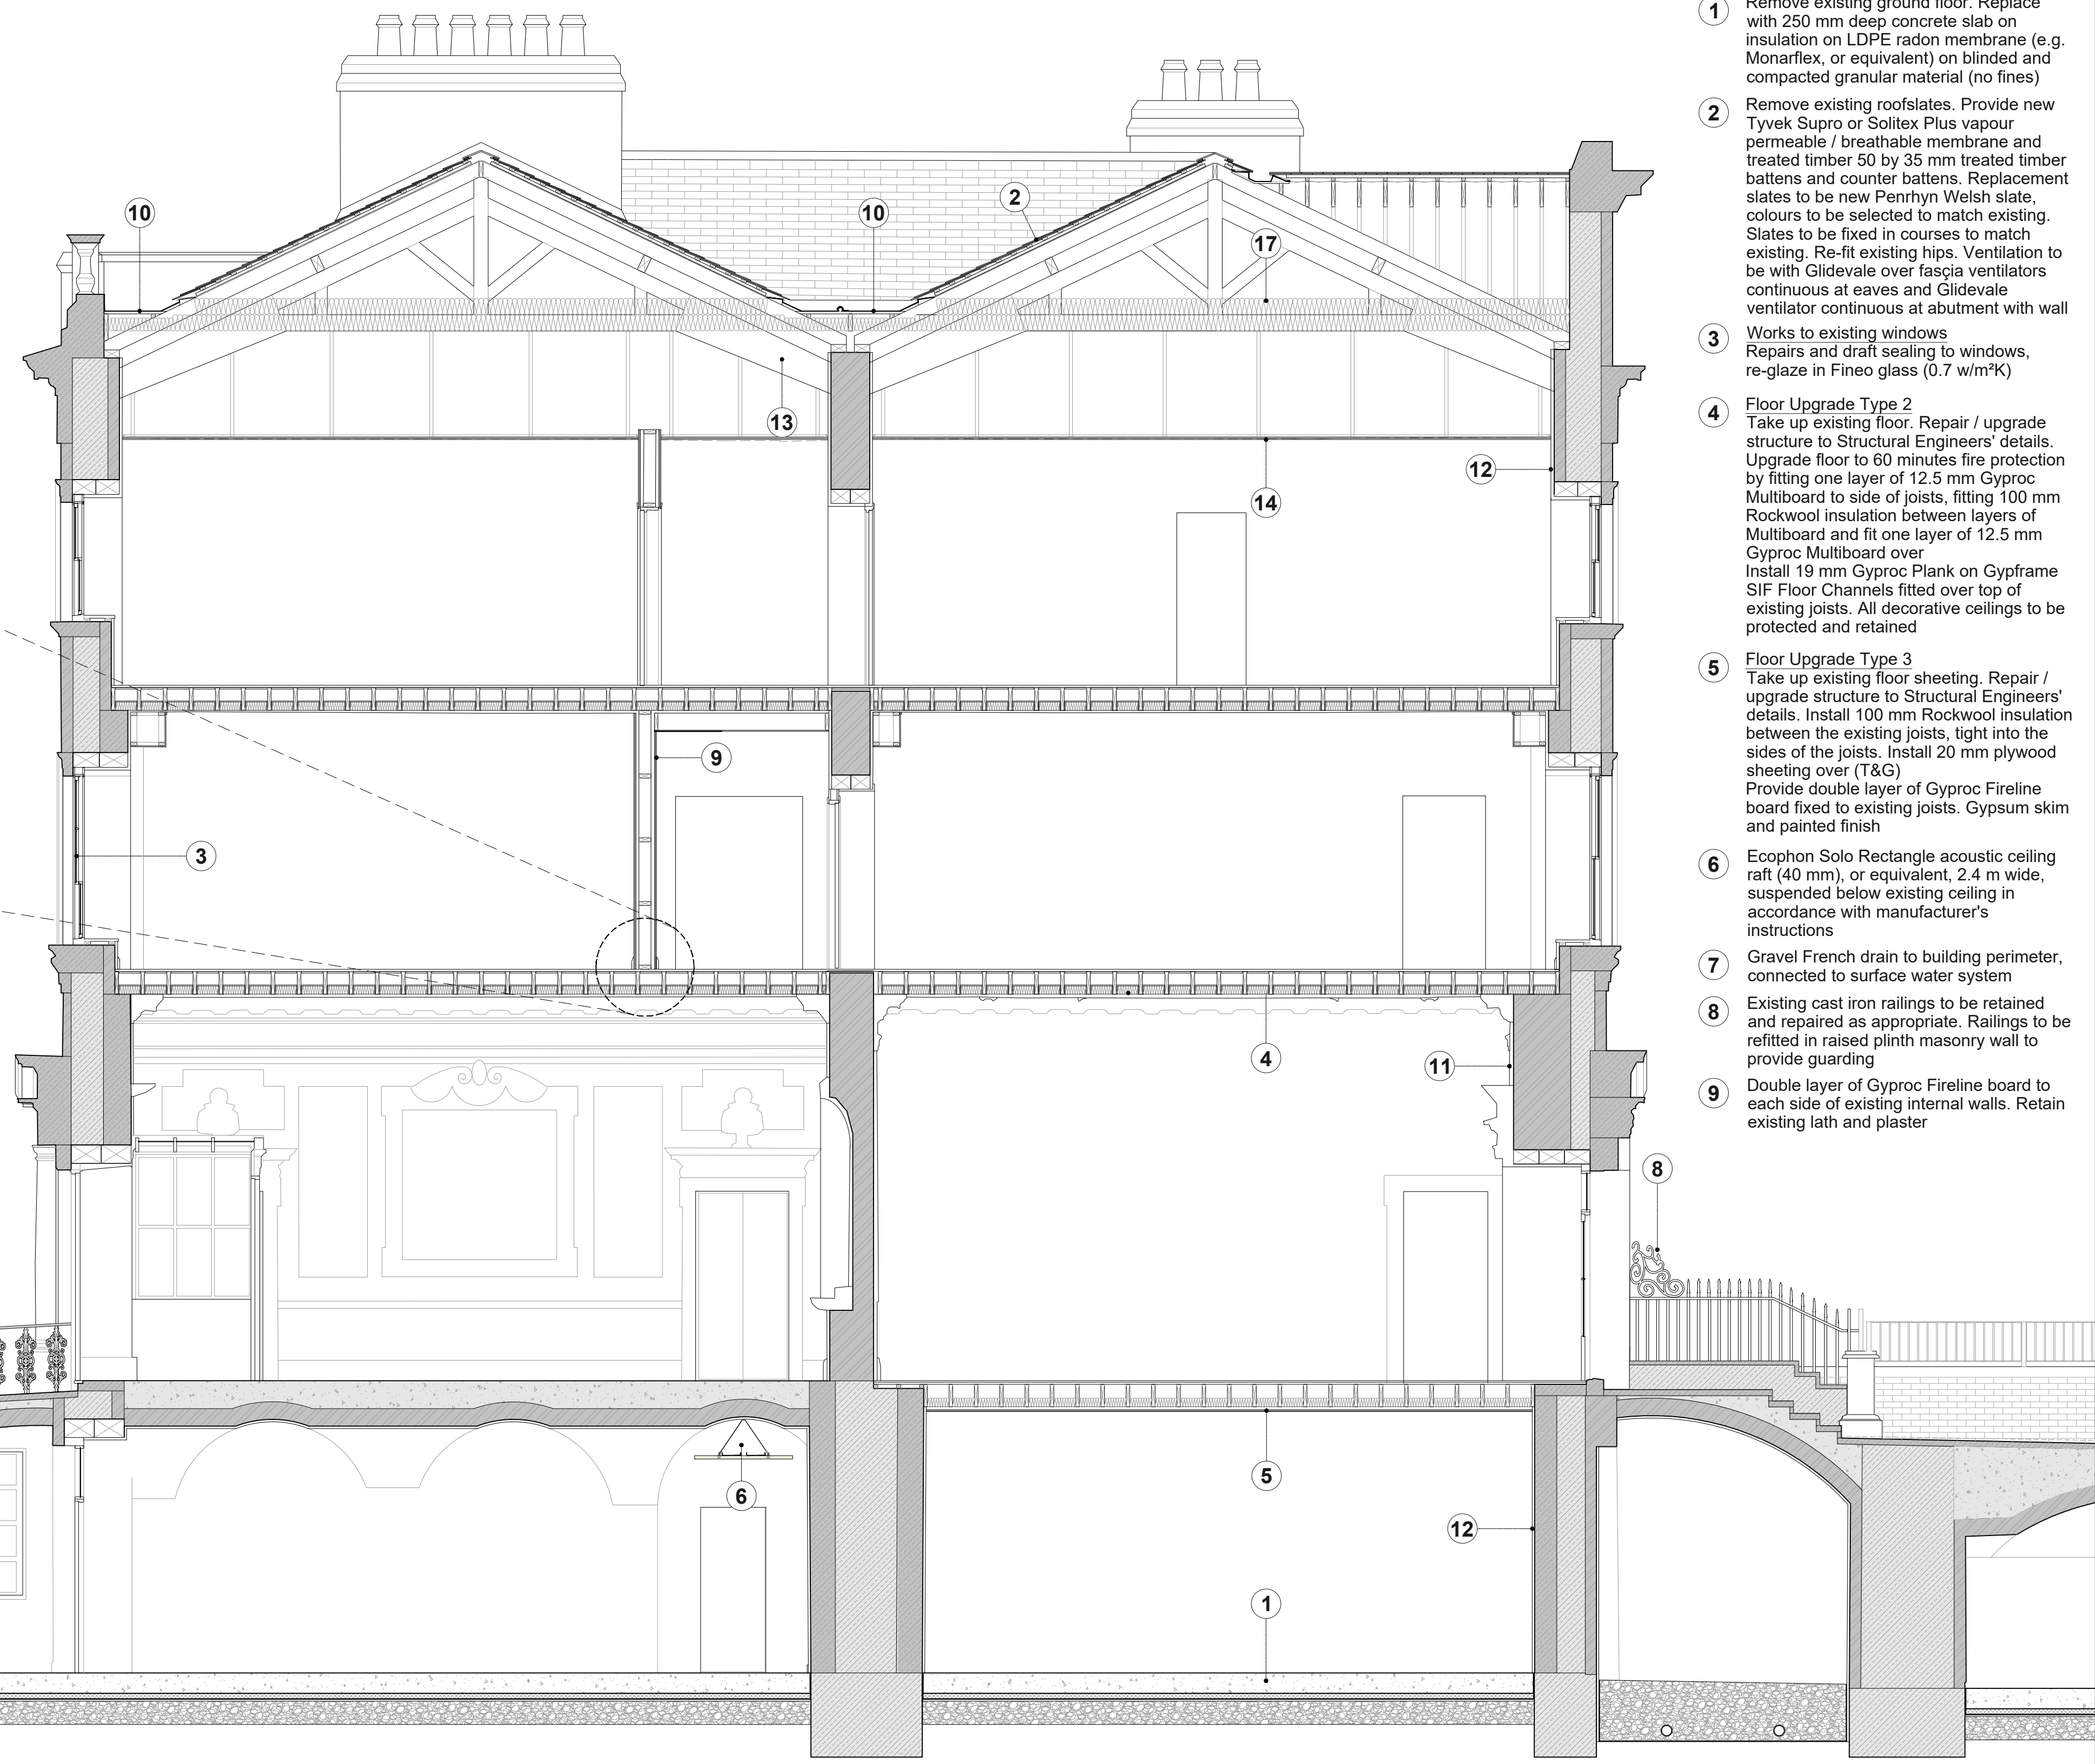 1
Remove existing ground floor. Replace
with 250 mm deep concrete slab on
insulation on LDPE radon membrane (e.g.
Monarflex, or equivalent) on blinded and
compacted granular material (no fines)
2
Remove existing roofslates. Provide new
Tyvek Supro or Solitex Plus vapour
permeable / breathable membrane and
treated timber 50 by 35 mm treated timber
battens and counter battens. Replacement
slates to be new Penrhyn Welsh slate,
colours to be selected to match existing.
Slates to be fixed in courses to match
existing. Re-fit existing hips. Ventilation to
be with Glidevale over fasçia ventilators
continuous at eaves and Glidevale
ventilator continuous at abutment with wall
3
Works to existing windows
Repairs and draft sealing to windows,
re-glaze in Fineo glass (0.7 w/m²K)
4
Floor Upgrade Type 2
Take up existing floor. Repair / upgrade
structure to Structural Engineers' details.
Upgrade floor to 60 minutes fire protection
by fitting one layer of 12.5 mm Gyproc
Multiboard to side of joists, fitting 100 mm
Rockwool insulation between layers of
Multiboard and fit one layer of 12.5 mm
Gyproc Multiboard over
Install 19 mm Gyproc Plank on Gypframe
SIF Floor Channels fitted over top of
existing joists. All decorative ceilings to be
protected and retained
5
Floor Upgrade Type 3
Take up existing floor sheeting. Repair /
upgrade structure to Structural Engineers'
details. Install 100 mm Rockwool insulation
between the existing joists, tight into the
sides of the joists. Install 20 mm plywood
sheeting over (T&G)
Provide double layer of Gyproc Fireline
board fixed to existing joists. Gypsum skim
and painted finish
6
Ecophon Solo Rectangle acoustic ceiling
raft (40 mm), or equivalent, 2.4 m wide,
suspended below existing ceiling in
accordance with manufacturer's
instructions
7
Gravel French drain to building perimeter,
connected to surface water system
8
Existing cast iron railings to be retained
and repaired as appropriate. Railings to be
refitted in raised plinth masonry wall to
provide guarding
9
Double layer of Gyproc Fireline board to
each side of existing internal walls. Retain
existing lath and plaster
10
2
10
17
13
12
14
9
3
4
11
8
5
6
12
1